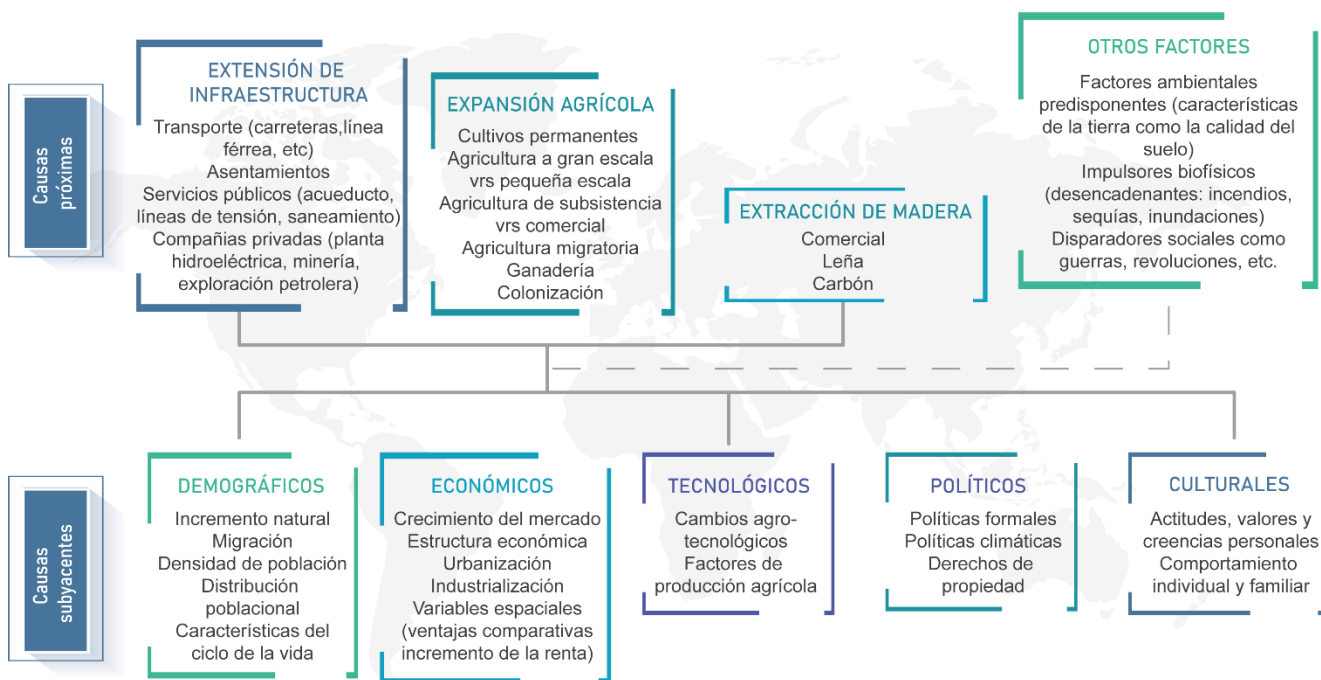 Causas
próximas
EXTENSIÓN DE
INFRAESTRUCTURA
Transporte (carreteras,línea
férrea, etc)
Asentamientos
Servicios públicos (acueducto,
líneas de tensión, saneamiento)
Compañias privadas (planta
hidroeléctrica, minería,
exploración petrolera)
EXPANSIÓN AGRÍCOLA
Cultivos permanentes
Agricultura a gran escala
vrs pequeña escala
Agricultura de subsistencia
vrs comercial
Agricultura migratoria
Ganadería
Colonización
EXTRACCIÓN DE MADERA
Comercial
Leña
Carbón
OTROS FACTORES
Factores ambientales
predisponentes (características
de la tierra como la calidad del
suelo)
Impulsores biofísicos
(desencadenantes: incendios,
sequías, inundaciones)
Disparadores sociales como
guerras, revoluciones, etc.
Causas
subyacentes
DEMOGRÁFICOS
Incremento natural
Migración
Densidad de población
Distribución
poblacional
Características del
ciclo de la vida
ECONÓMICOS
Crecimiento del mercado
Estructura económica
Urbanización
Industrialización
Variables espaciales
(ventajas comparativas
incremento de la renta)
TECNOLÓGICOS
Cambios agro-
tecnológicos
Factores de
producción agrícola
POLÍTICOS
Políticas formales
Políticas climáticas
Derechos de
propiedad
CULTURALES
Actitudes, valores y
creencias personales
Comportamiento
individual y familiar